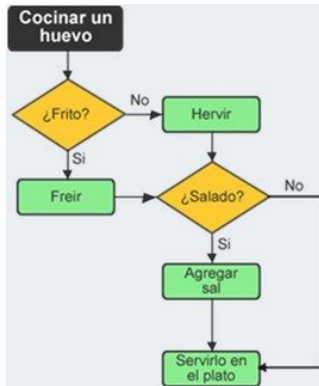 Cocinar un
huevo
¿Frito?
No
Hervir
Si
Freir
¿Salado?
No
Si
Agregar
sal
Servirlo en
el plato